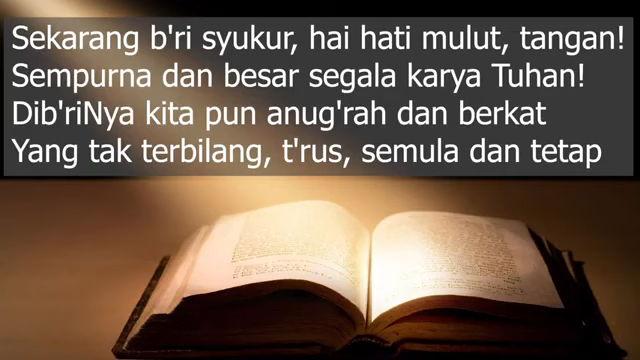 Sekarang b'ri syukur, hai hati mulut, tangan!
Sempurna dan besar segala karya Tuhan!
Dib'riNya kita pun anug'rah dan berkat
Yang tak terbilang, t'rus, semula dan tetap